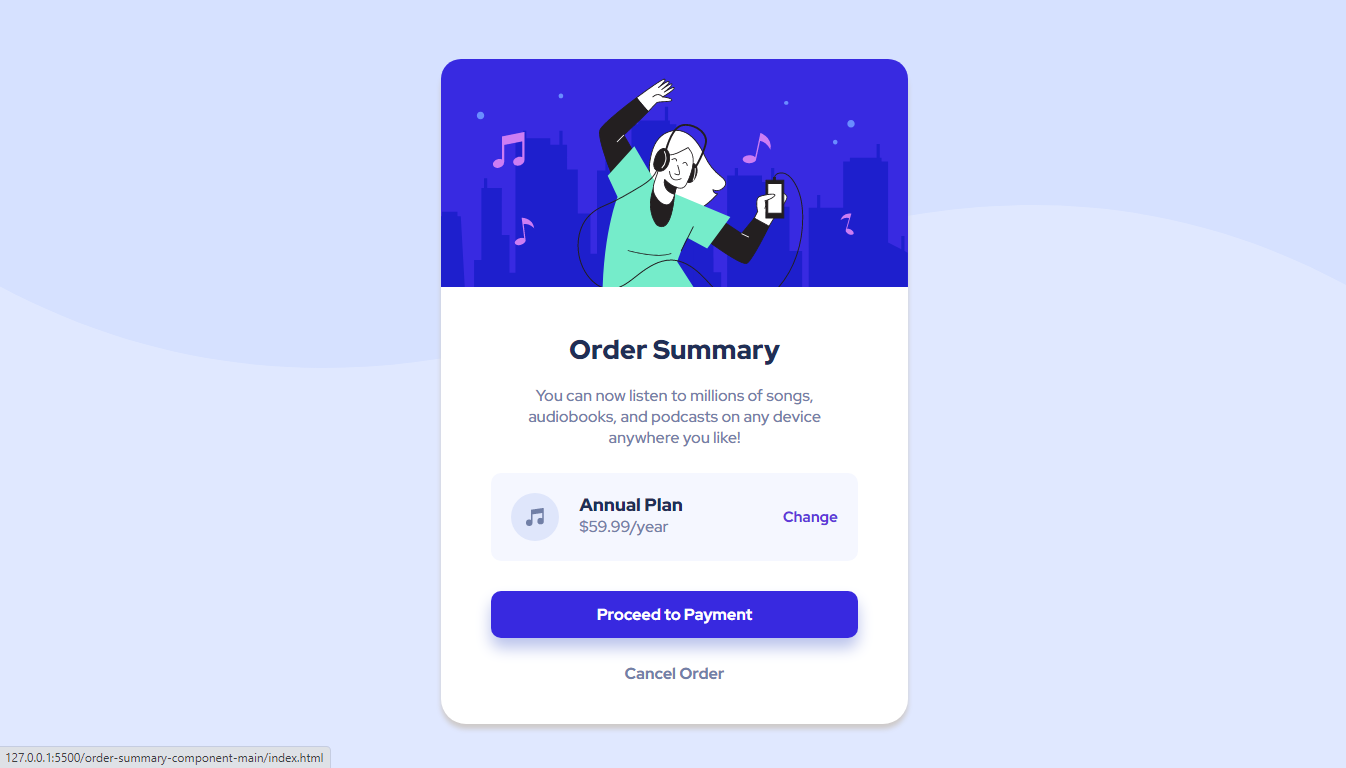 Order Summary
You can now listen to millions of songs,
audiobooks, and podcasts on any device
anywhere you like!
Annual Plan
$59.99/year
Change
Proceed to Payment
Cancel Order
127.0.0.1:5500/order-summary-component-main/index.html